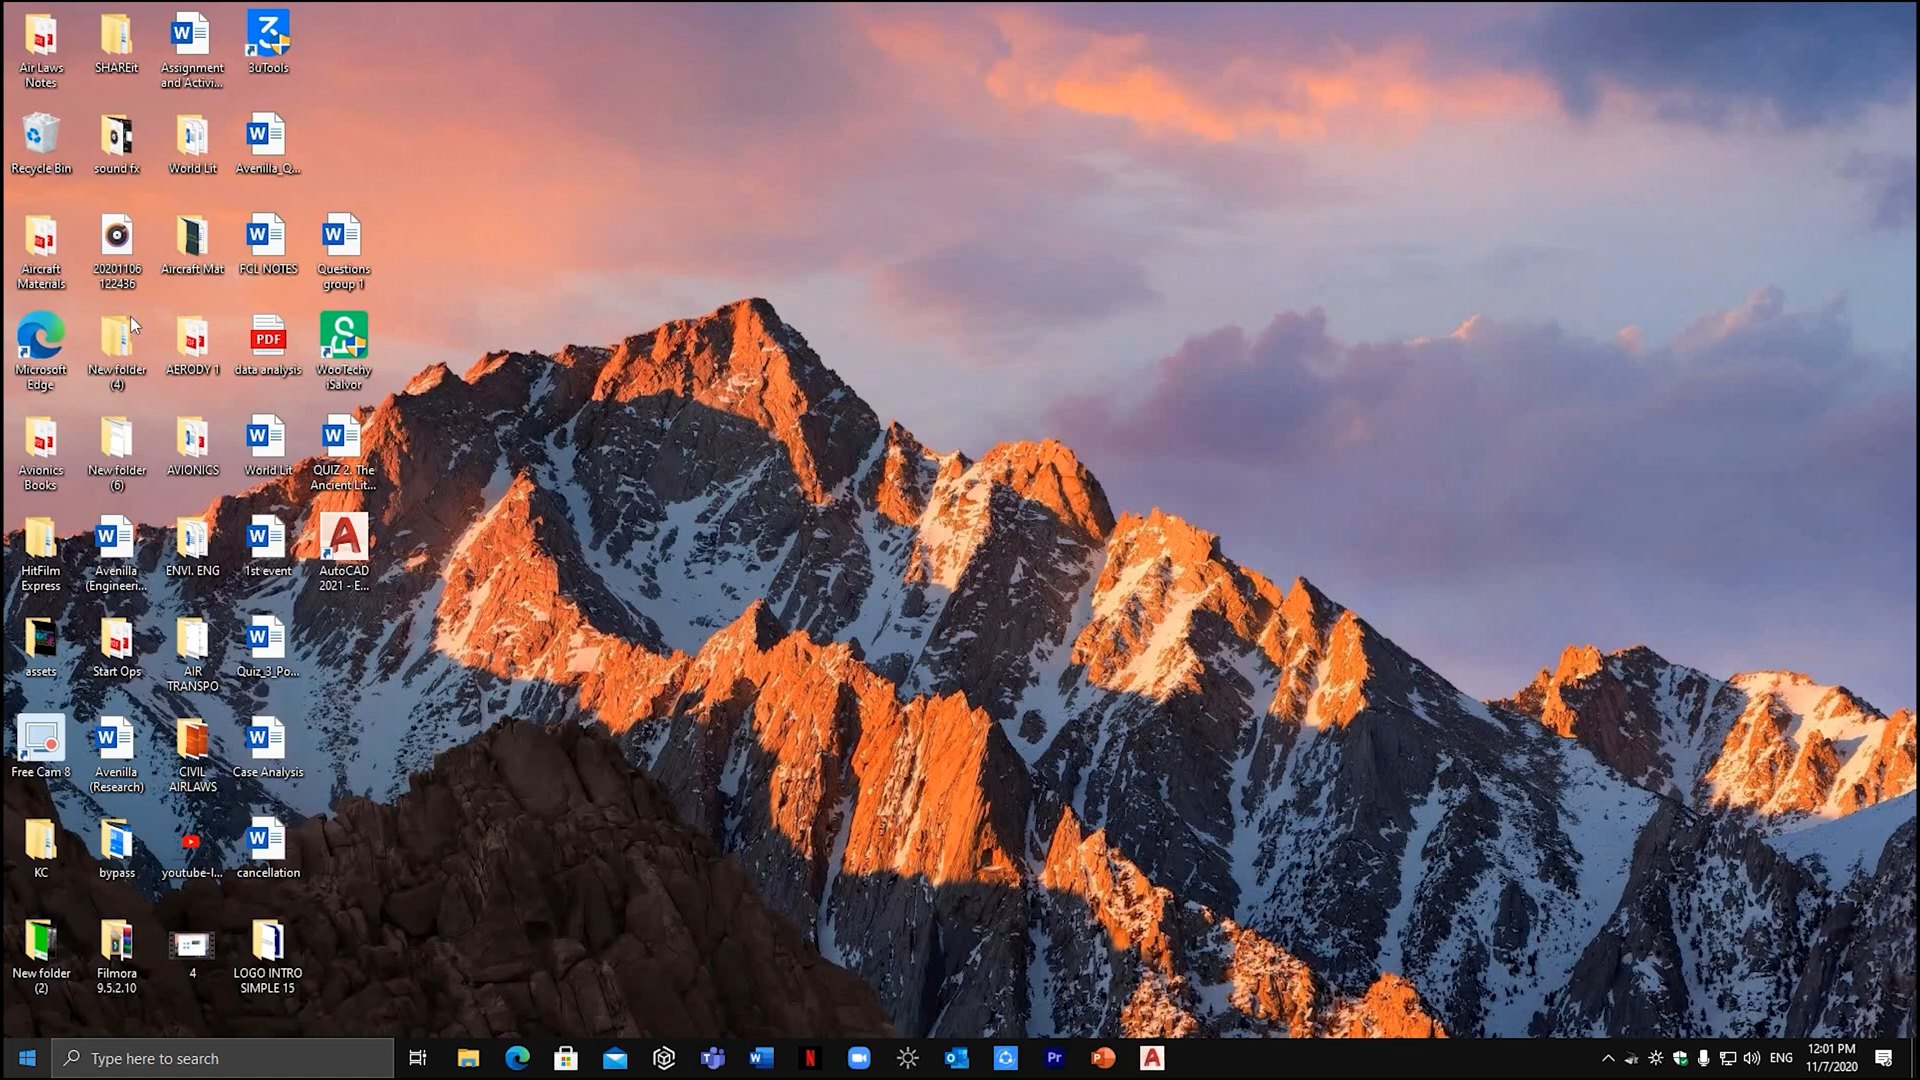 Air Laws
Notes
SHAREit
Assignment
and Activi...
3uTools
Recycle Bin
sound fx
World Lit
Avenilla_Q...
Aircraft
Materials
20201106
122436
Aircraft Mat
FCL NOTES
Questions
group 1
Microsoft
Edge
New folder
(4)
AERODY 1
PDF
data analysis
WooTechy
iSalvor
Avionics
Books
New folder
(6)
AVIONICS
World Lit
QUIZ 2. The
Ancient Lit...
HitFilm
Express
Avenilla
(Engineeri...
ENVI. ENG
1st event
AutoCAD
2021 - E...
assets
Start Ops
AIR
TRANSPO
Quiz_3_Po...
Free Cam 8
Avenilla
(Research)
CIVIL
AIRLAWS
Case Analysis
KC
bypass
youtube-l...
cancellation
New folder
(2)
Filmora
9.5.2.10
4
LOGO INTRO
SIMPLE 15
Type here to search
ENG
12:01 PM
11/7/2020